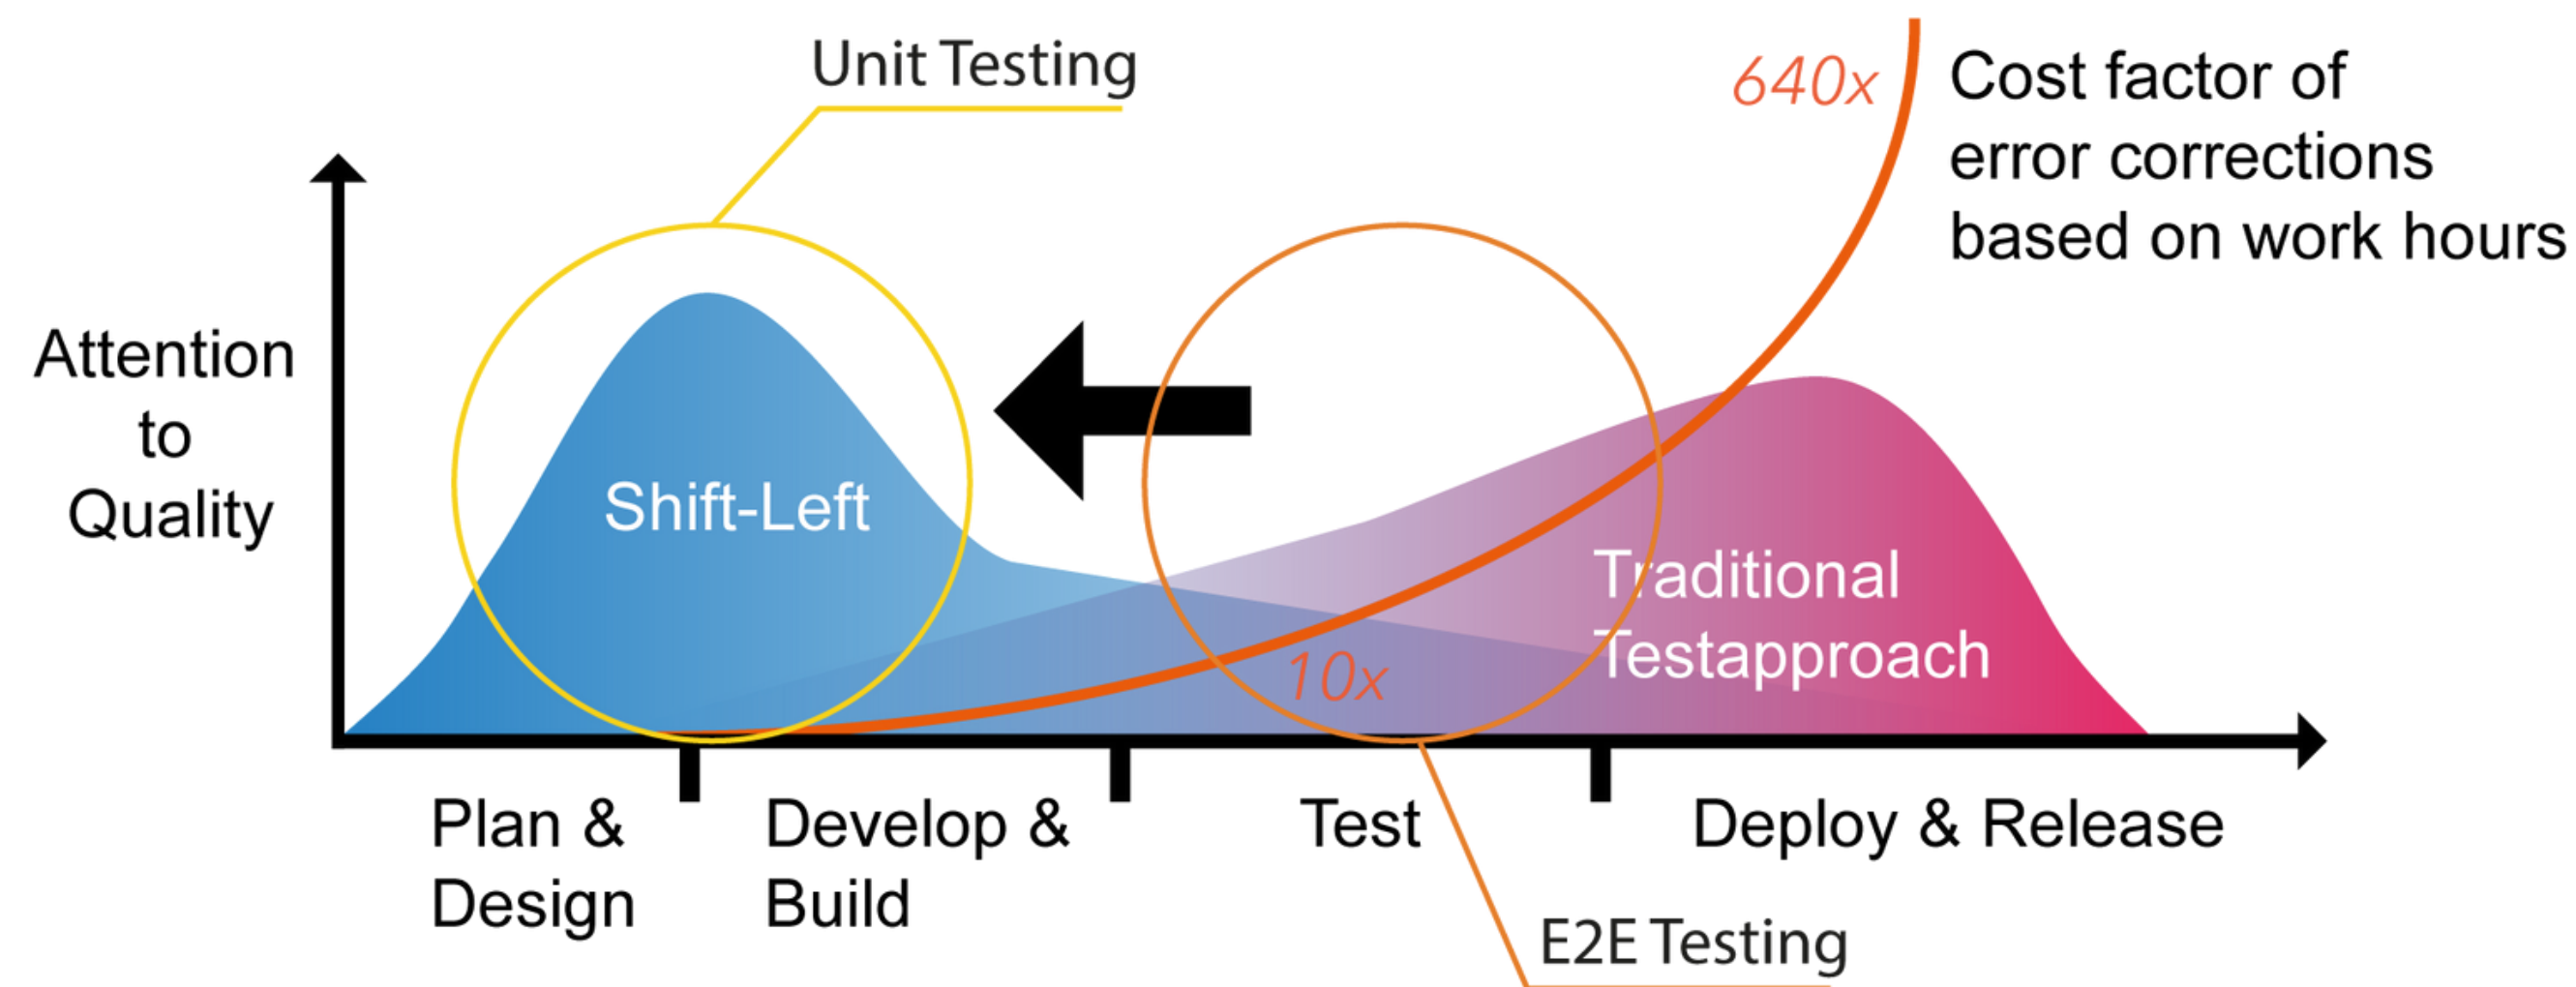 Unit Testing
640x
Cost factor of
error corrections
based on work hours
Attention
to
Quality
Shift-Left
Traditional
Testapproach
10x
Plan &
Design
Develop &
Build
Test
Deploy & Release
E2E Testing